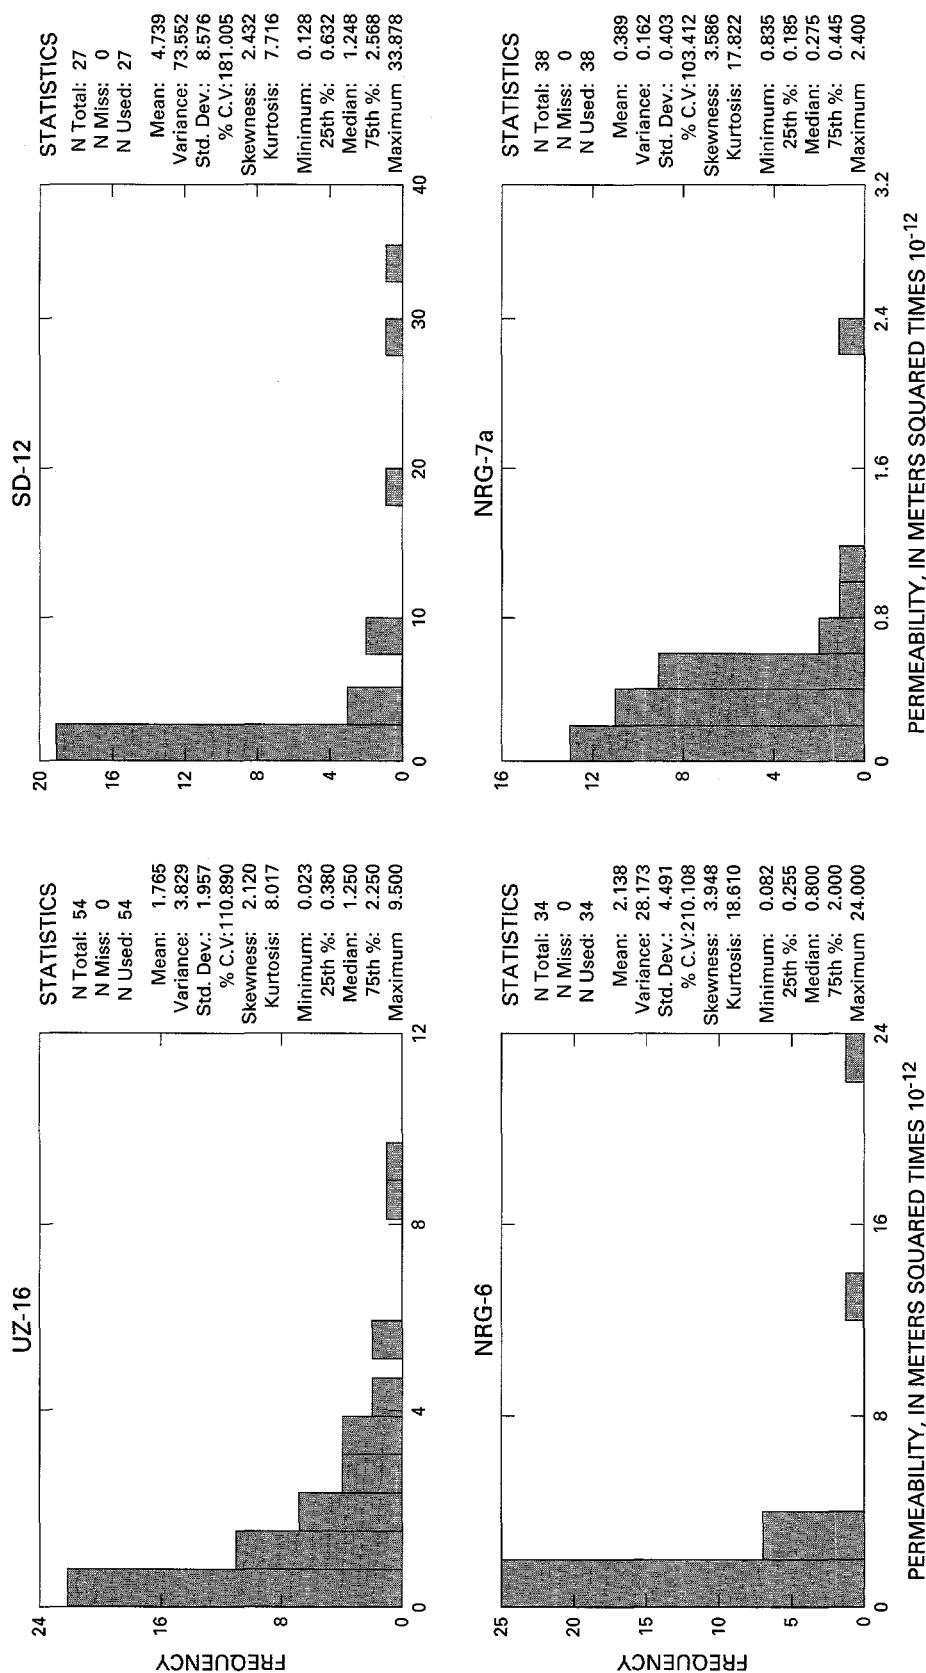 UZ-16
FREQUENCY
24
16
8
0
0
4
8
12
STATISTICS
N Total: 54
N Miss: 0
N Used: 54
Mean: 1.765
Variance: 3.829
Std. Dev.: 1.957
% C.V:110.890
Skewness: 2.120
Kurtosis: 8.017
Minimum: 0.023
25th %: 0.380
Median: 1.250
75th %: 2.250
Maximum 9.500
SD-12
20
16
12
8
4
0
0
10
20
30
40
STATISTICS
N Total: 27
N Miss: 0
N Used: 27
Mean: 4.739
Variance: 73.552
Std. Dev.: 8.576
% C.V:181.005
Skewness: 2.432
Kurtosis: 7.716
Minimum: 0.128
25th %: 0.632
Median: 1.248
75th %: 2.568
Maximum 33.878
NRG-6
FREQUENCY
25
20
15
10
5
0
0
8
16
24
PERMEABILITY, IN METERS SQUARED TIMES 10-12
STATISTICS
N Total: 34
N Miss: 0
N Used: 34
Mean: 2.138
Variance: 28.173
Std. Dev.: 4.491
% C.V:210.108
Skewness: 3.948
Kurtosis: 18.610
Minimum: 0.082
25th %: 0.255
Median: 0.800
75th %: 2.000
Maximum 24.000
NRG-7a
16
12
8
4
0
0
0.8
1.6
2.4
3.2
PERMEABILITY, IN METERS SQUARED TIMES 10-12
STATISTICS
N Total: 38
N Miss: 0
N Used: 38
Mean: 0.389
Variance: 0.162
Std. Dev.: 0.403
% C.V:103.412
Skewness: 3.586
Kurtosis: 17.822
Minimum: 0.835
25th %: 0.185
Median: 0.275
75th %: 0.445
Maximum 2.400